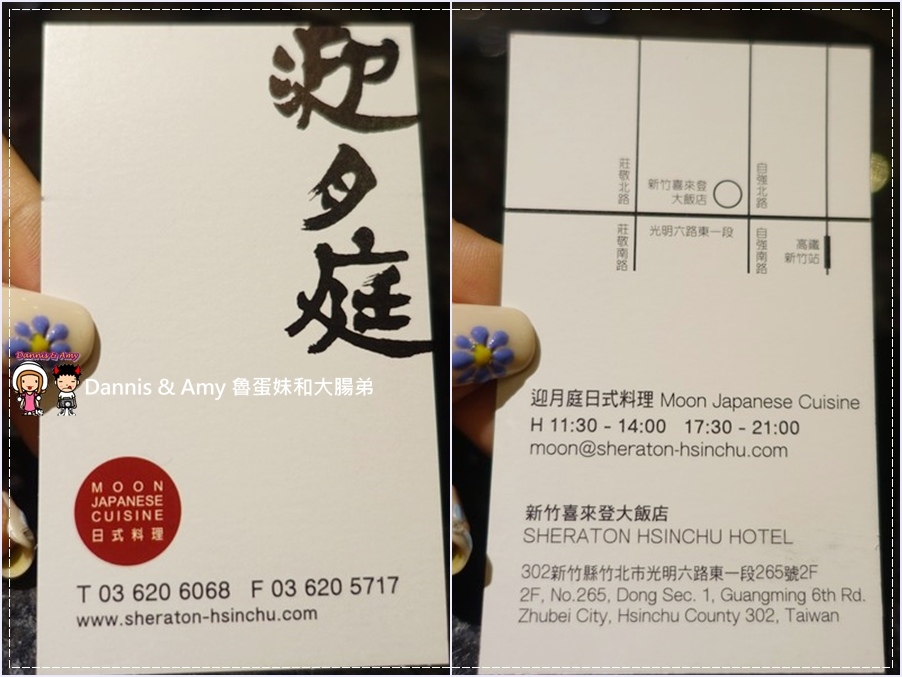 迎月庭
Dannis & Amy
Dannis & Amy 魯蛋妹和大腸弟
MOON
JAPANESE
CUISINE
日式料理
T 03 620 6068 F 03 620 5717
www.sheraton-hsinchu.com
莊敬北路
新竹喜來登
大飯店
自強北路
莊敬南路
光明六路東一段
自強南路
高鐵
新竹站
迎月庭日式料理 Moon Japanese Cuisine
H 11:30 - 14:00 17:30 - 21:00
moon@sheraton-hsinchu.com
新竹喜來登大飯店
SHERATON HSINCHU HOTEL
302新竹縣竹北市光明六路東一段265號2F
2F, No.265, Dong Sec. 1, Guangming 6th Rd.
Zhubei City, Hsinchu County 302, Taiwan